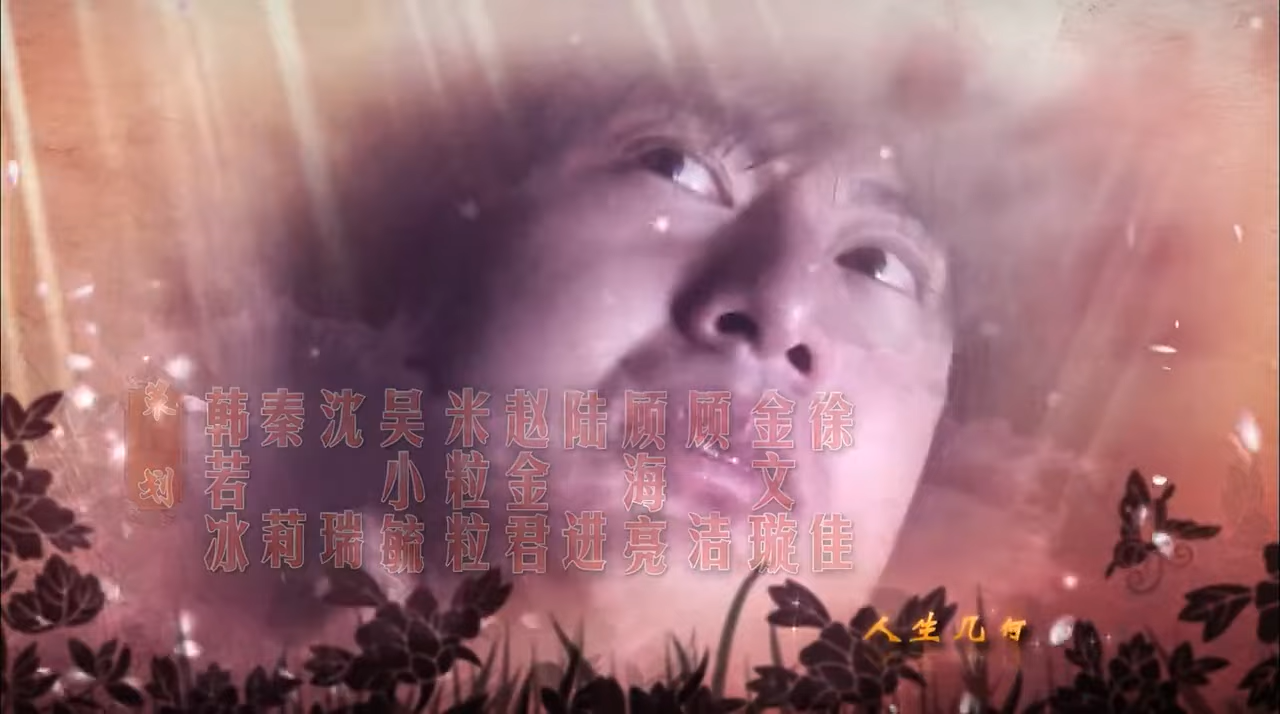 策划
韩若冰
秦莉
沈瑞
吴小毓
米粒粒
赵金君
陆进
顾海亮
顾洁
金文璇
徐佳
人生几何